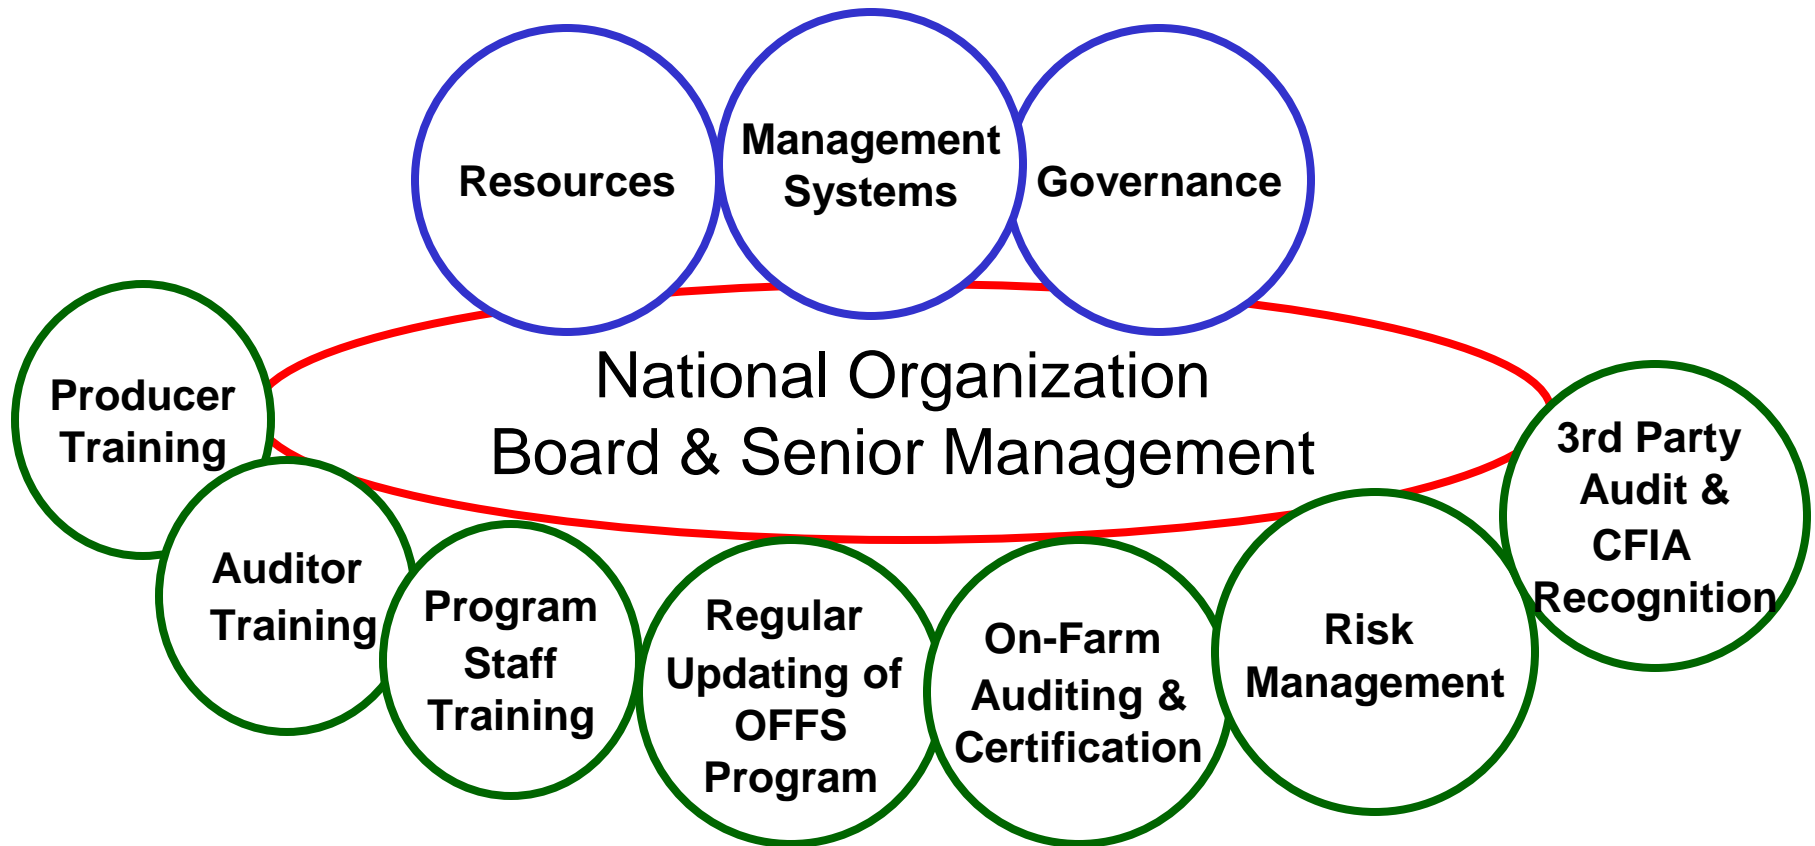 Resources
Management
Systems
Governance
National Organization
Board & Senior Management
Producer
Training
Auditor
Training
Program
Staff
Training
Regular
Updating of
OFFS
Program
On-Farm
Auditing &
Certification
Risk
Management
3rd Party
Audit &
CFIA
Recognition